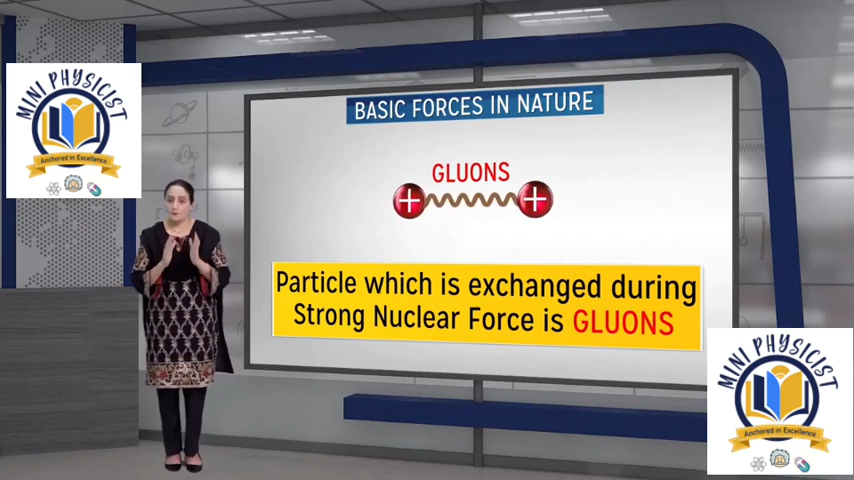 MINI PHYSICIST
Anchored in Excellence
BASIC FORCES IN NATURE
GLUONS
+ +
Particle which is exchanged during
Strong Nuclear Force is GLUONS
MINI PHYSICIST
Anchored in Excellence